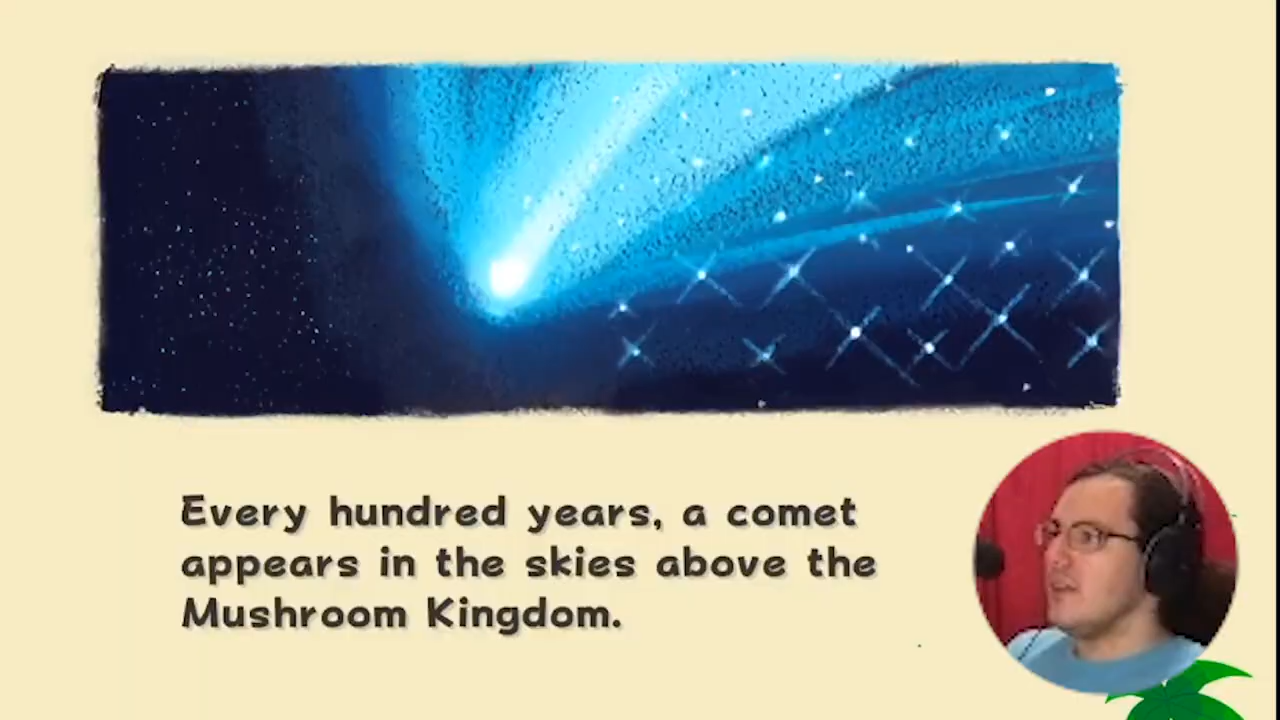 Every hundred years, a comet
appears in the skies above the
Mushroom Kingdom.